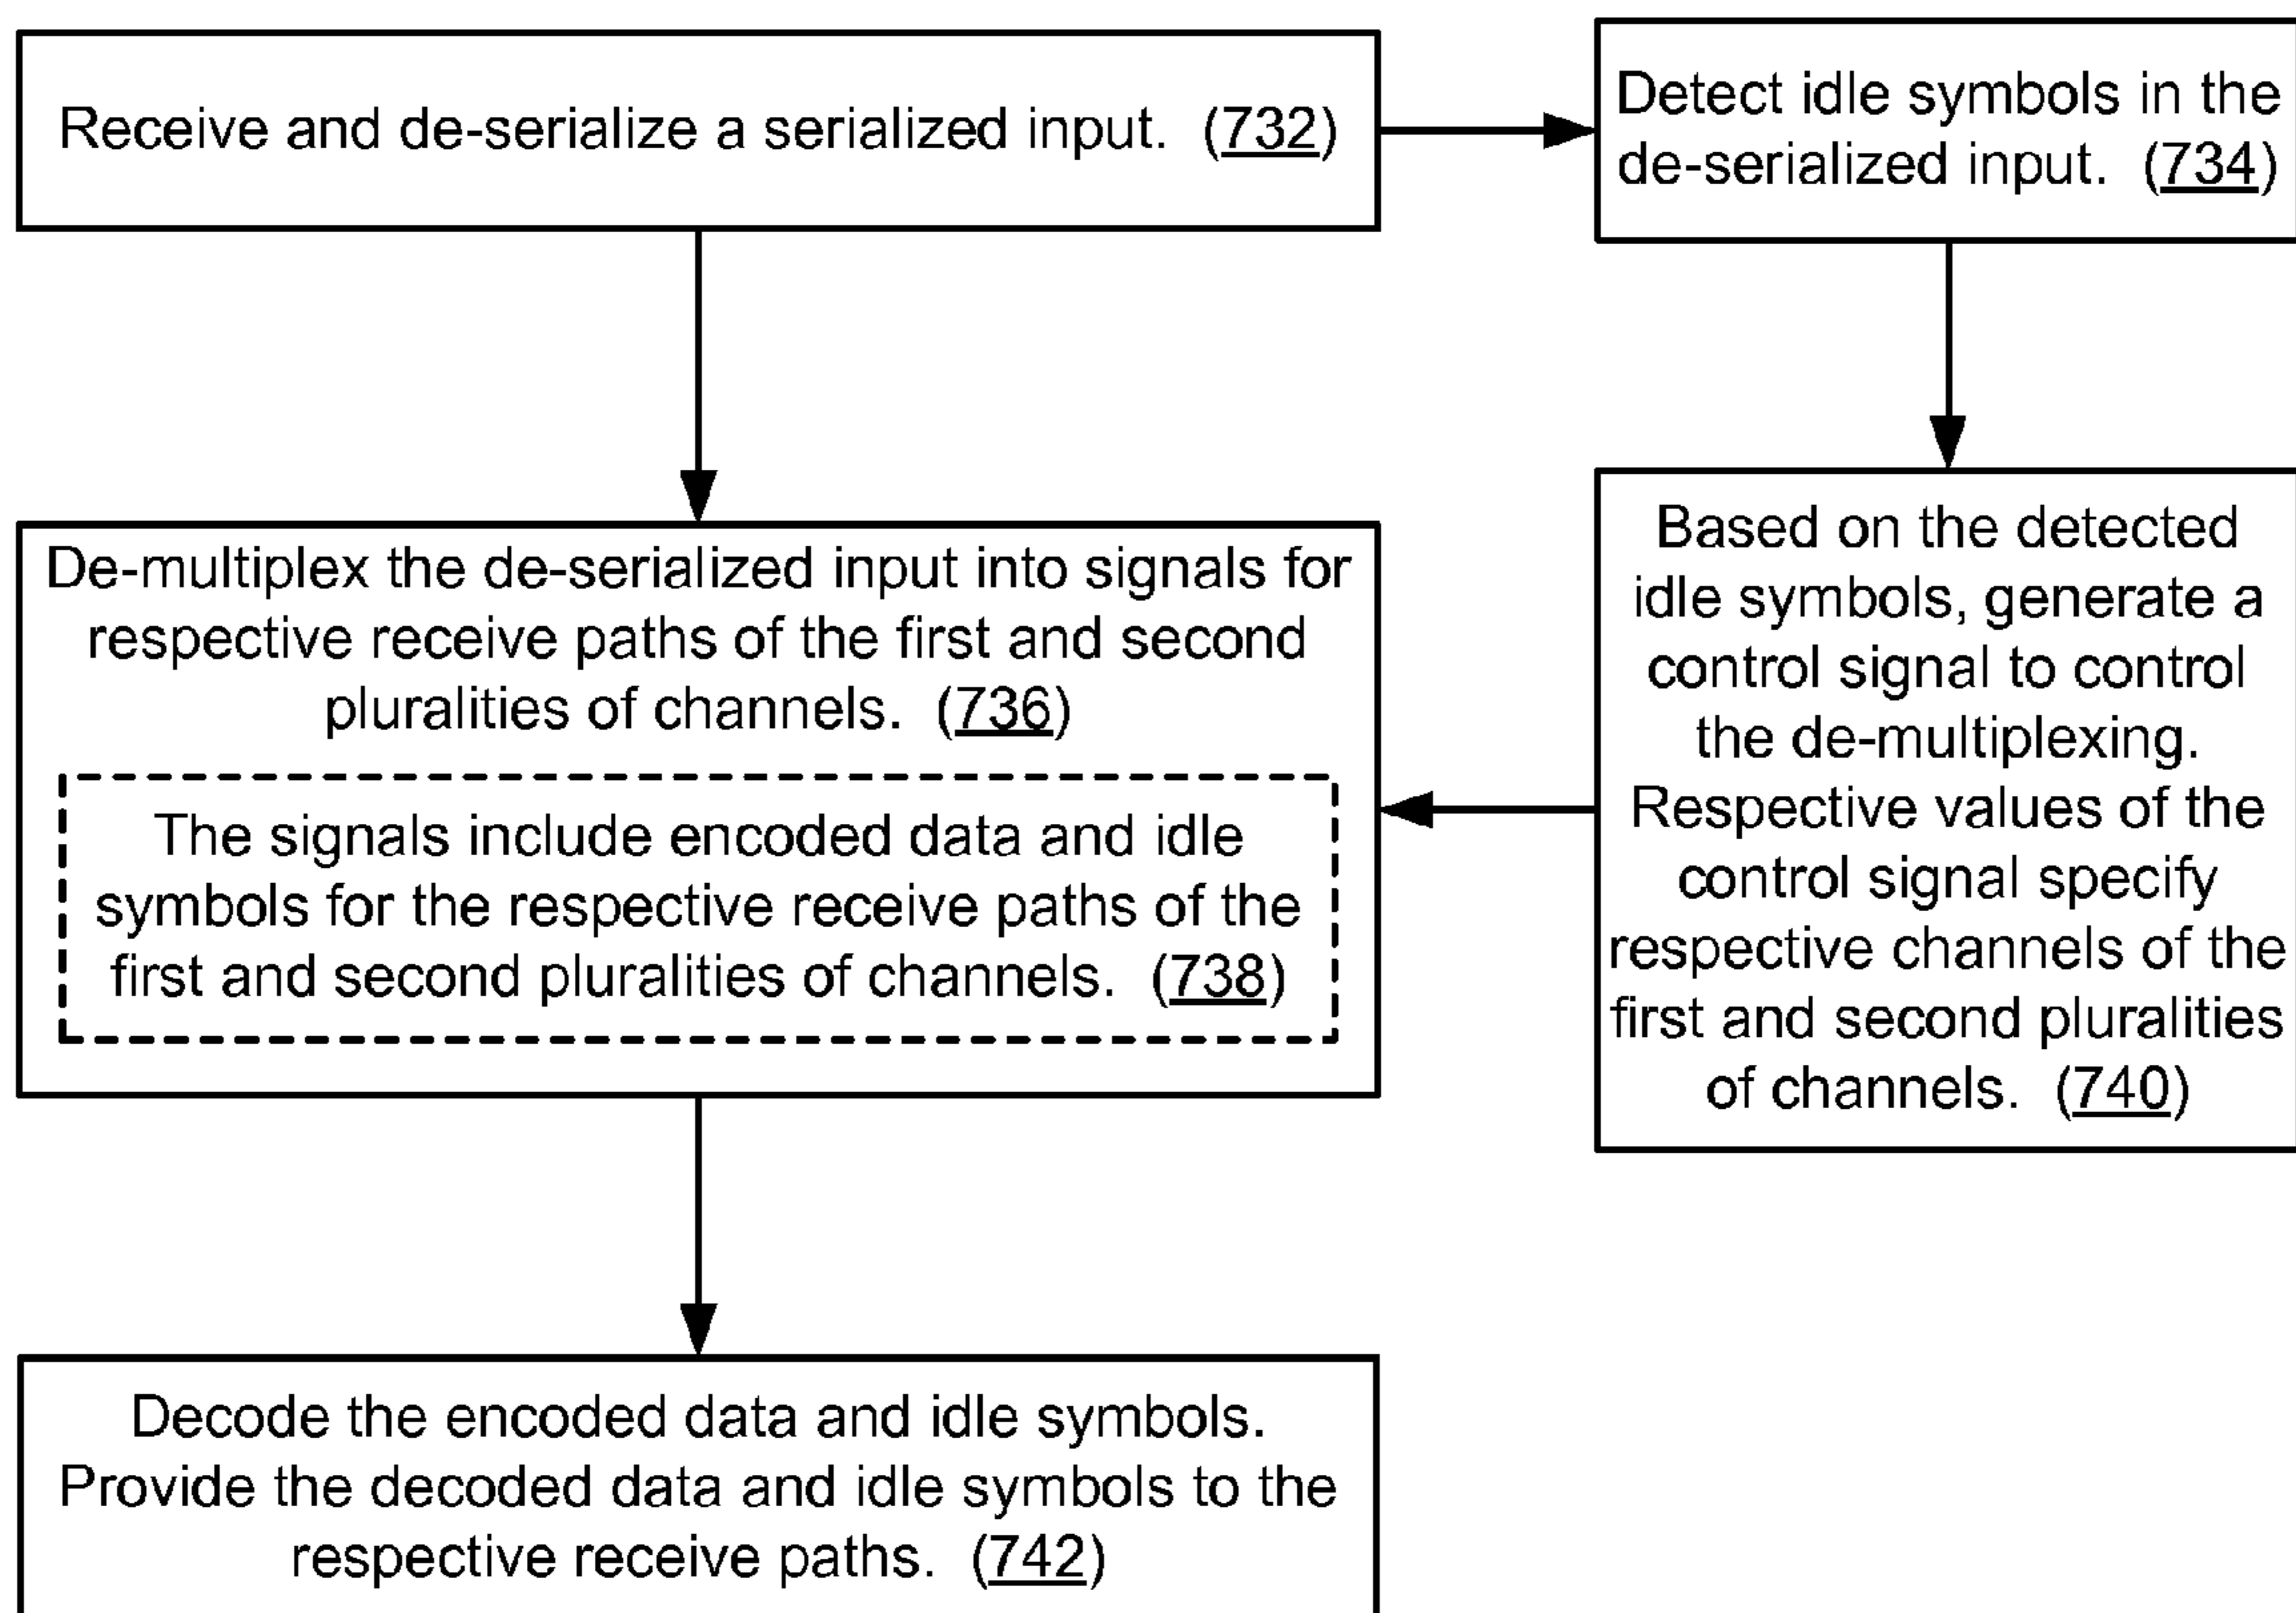 Receive and de-serialize a serialized input. (732)
Detect idle symbols in the
de-serialized input. (734)
De-multiplex the de-serialized input into signals for
respective receive paths of the first and second
pluralities of channels. (736)
The signals include encoded data and idle
symbols for the respective receive paths of the
first and second pluralities of channels. (738)
Based on the detected
idle symbols, generate a
control signal to control
the de-multiplexing.
Respective values of the
control signal specify
respective channels of the
first and second pluralities
of channels. (740)
Decode the encoded data and idle symbols.
Provide the decoded data and idle symbols to the
respective receive paths. (742)